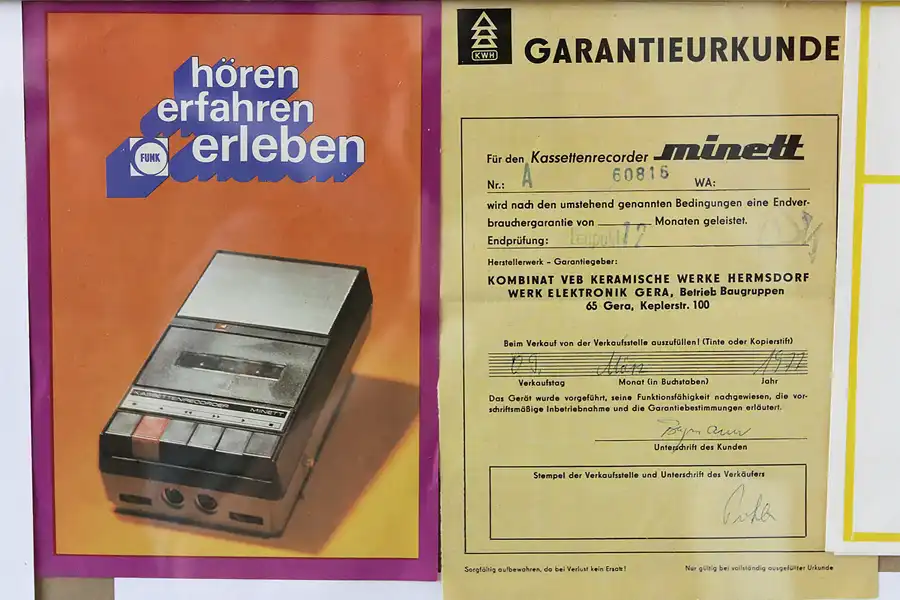 hören
erfahren
erleben
FUNK
KASSETTENRECORDER MINETT
KWH
GARANTIEURKUNDE
Für den Kassettenrecorder minett
Nr.: A 60816 WA:
wird nach den umstehend genannten Bedingungen eine Endver-
brauchergarantie von Monaten geleistet.
Endprüfung:
Herstellerwerk – Garantiegeber:
KOMBINAT VEB KERAMISCHE WERKE HERMSDORF
WERK ELEKTRONIK GERA, Betrieb Baugruppen
65 Gera, Keplerstr. 100
Beim Verkauf von der Verkaufsstelle auszufüllen! (Tinte oder Kopierstift)
09. März 1977
Verkaufstag Monat (in Buchstaben) Jahr
Das Gerät wurde vorgeführt, seine Funktionsfähigkeit nachgewiesen, die vor-
schriftsmäßige Inbetriebnahme und die Garantiebestimmungen erläutert.
Unterschrift des Kunden
Stempel der Verkaufsstelle und Unterschrift des Verkäufers
Sorgfältig aufbewahren, da bei Verlust kein Ersatz!
Nur gültig bei vollständig ausgefüllter Urkunde